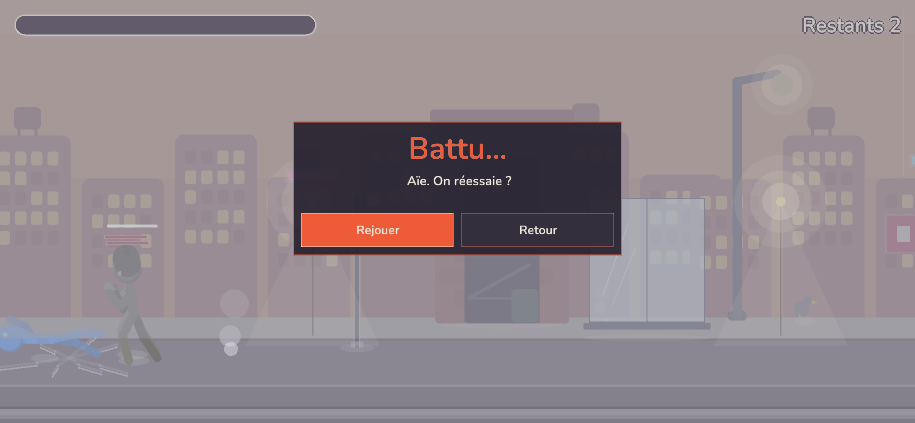 Restants 2
Battu...
Aïe. On réessaie ?
Rejouer
Retour